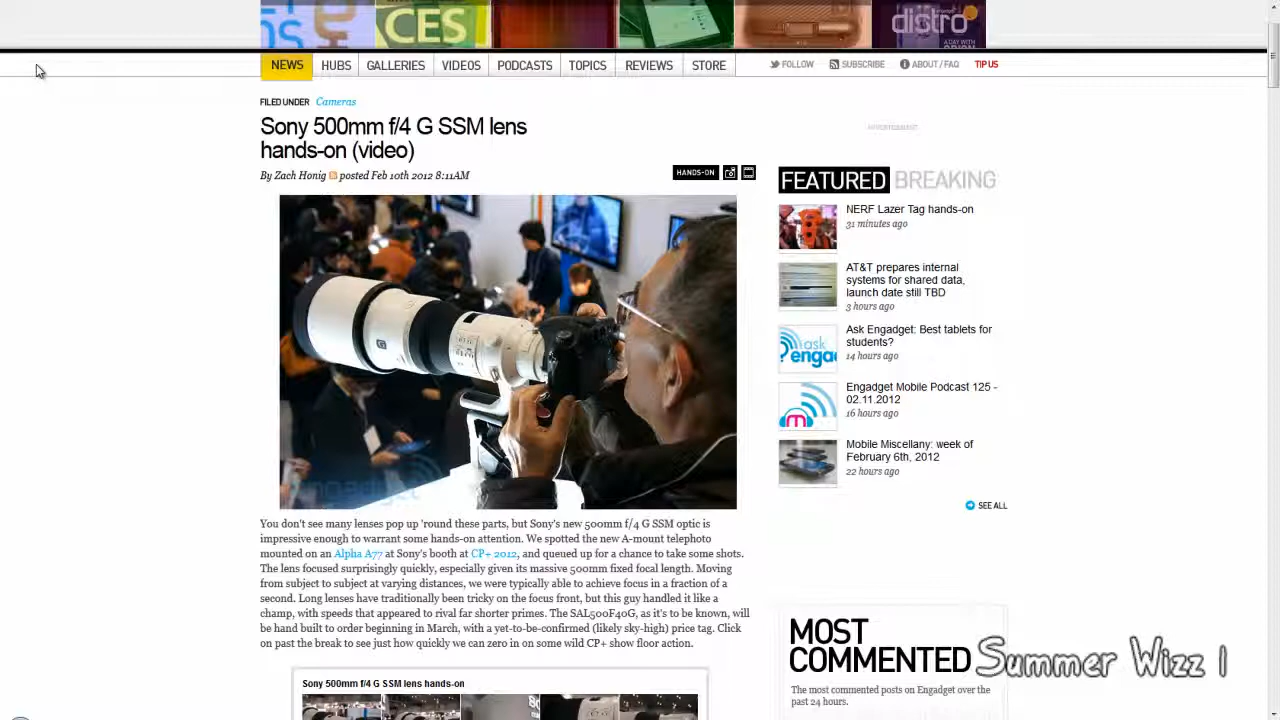 CES
distro
A DAY WITH
ORION
NEWS
HUBS
GALLERIES
VIDEOS
PODCASTS
TOPICS
REVIEWS
STORE
FOLLOW
SUBSCRIBE
ABOUT / FAQ
TIP US
FILED UNDER Cameras
Sony 500mm f/4 G SSM lens
hands-on (video)
By Zach Honig posted Feb 10th 2012 8:11AM
HANDS-ON
G
engadget
You don't see many lenses pop up 'round these parts, but Sony's new 500mm f/4 G SSM optic is
impressive enough to warrant some hands-on attention. We spotted the new A-mount telephoto
mounted on an Alpha A77 at Sony's booth at CP+ 2012, and queued up for a chance to take some shots.
The lens focused surprisingly quickly, especially given its massive 500mm fixed focal length. Moving
from subject to subject at varying distances, we were typically able to achieve focus in a fraction of a
second. Long lenses have traditionally been tricky on the focus front, but this guy handled it like a
champ, with speeds that appeared to rival far shorter primes. The SAL500F40G, as it's to be known, will
be hand built to order beginning in March, with a yet-to-be-confirmed (likely sky-high) price tag. Click
on past the break to see just how quickly we can zero in on some wild CP+ show floor action.
Sony 500mm f/4 G SSM lens hands-on
ADVERTISEMENT
FEATURED BREAKING
NERF Lazer Tag hands-on
31 minutes ago
AT&T prepares internal
systems for shared data,
launch date still TBD
3 hours ago
ask
enga
Ask Engadget: Best tablets for
students?
14 hours ago
m
Engadget Mobile Podcast 125 -
02.11.2012
16 hours ago
Mobile Miscellany: week of
February 6th, 2012
22 hours ago
SEE ALL
MOST
COMMENTED
The most commented posts on Engadget over the
past 24 hours.
Summer Wizz 1